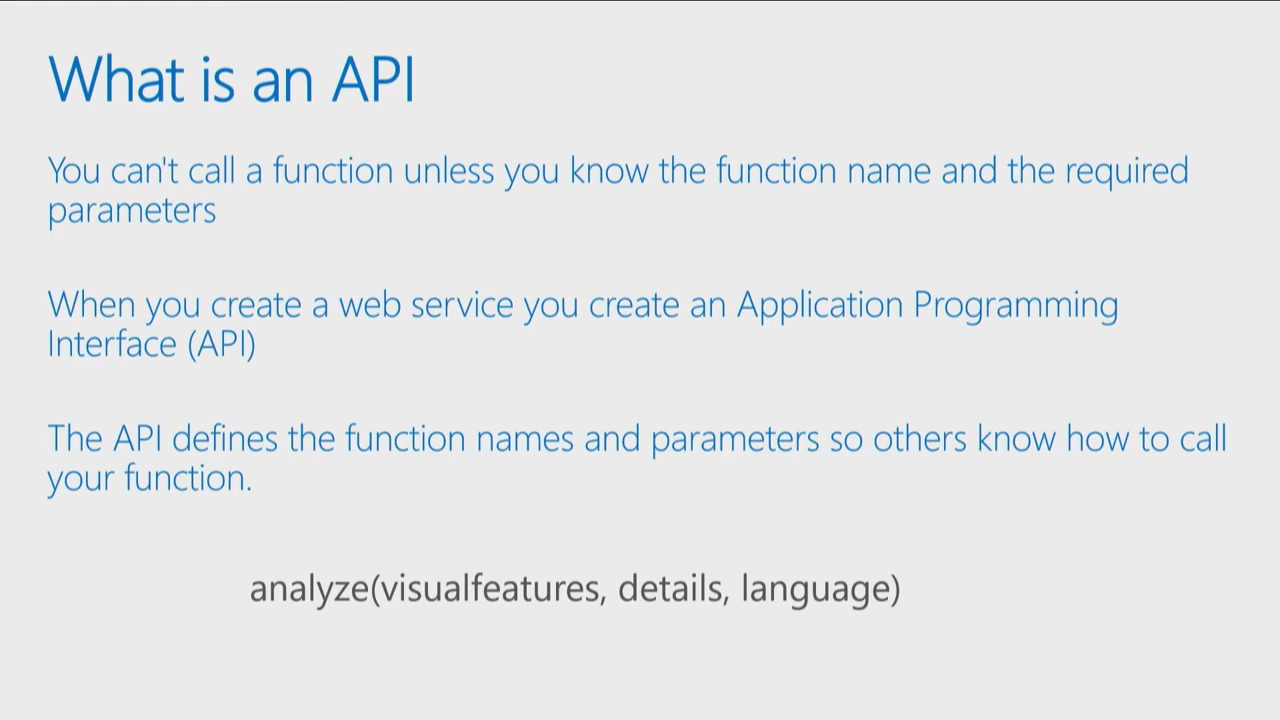 What is an API
You can't call a function unless you know the function name and the required
parameters
When you create a web service you create an Application Programming
Interface (API)
The API defines the function names and parameters so others know how to call
your function.
analyze(visualfeatures, details, language)